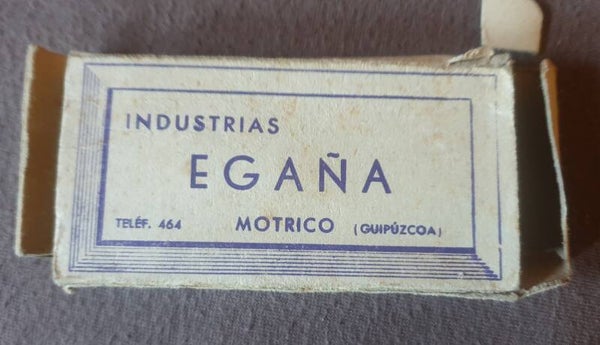 INDUSTRIAS
EGAÑA
TELÉF. 464 MOTRICO (GUIPÚZCOA)